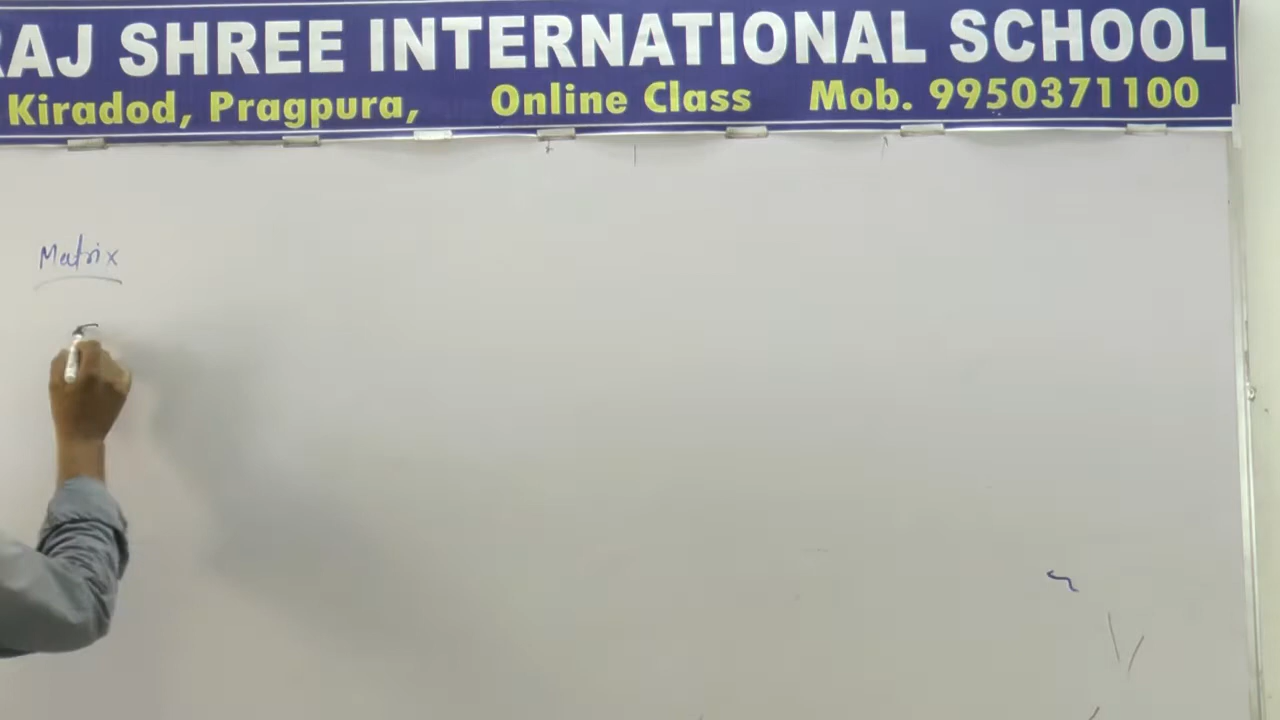 RAJ SHREE INTERNATIONAL SCHOOL
Kiradod, Pragpura, Online Class Mob. 9950371100
Matrix